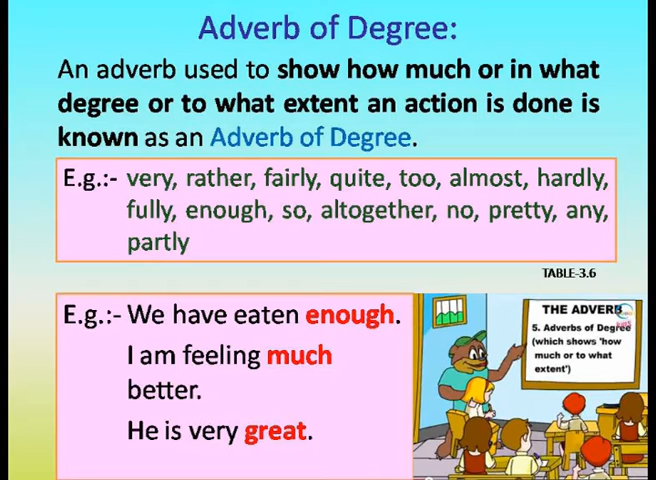 Adverb of Degree:
An adverb used to show how much or in what
degree or to what extent an action is done is
known as an Adverb of Degree.
E.g.:- very, rather, fairly, quite, too, almost, hardly,
fully, enough, so, altogether, no, pretty, any,
partly
TABLE-3.6
E.g.:- We have eaten enough.
I am feeling much
better.
He is very great.
THE ADVERB
5. Adverbs of Degree
(which shows 'how
much or to what
extent')